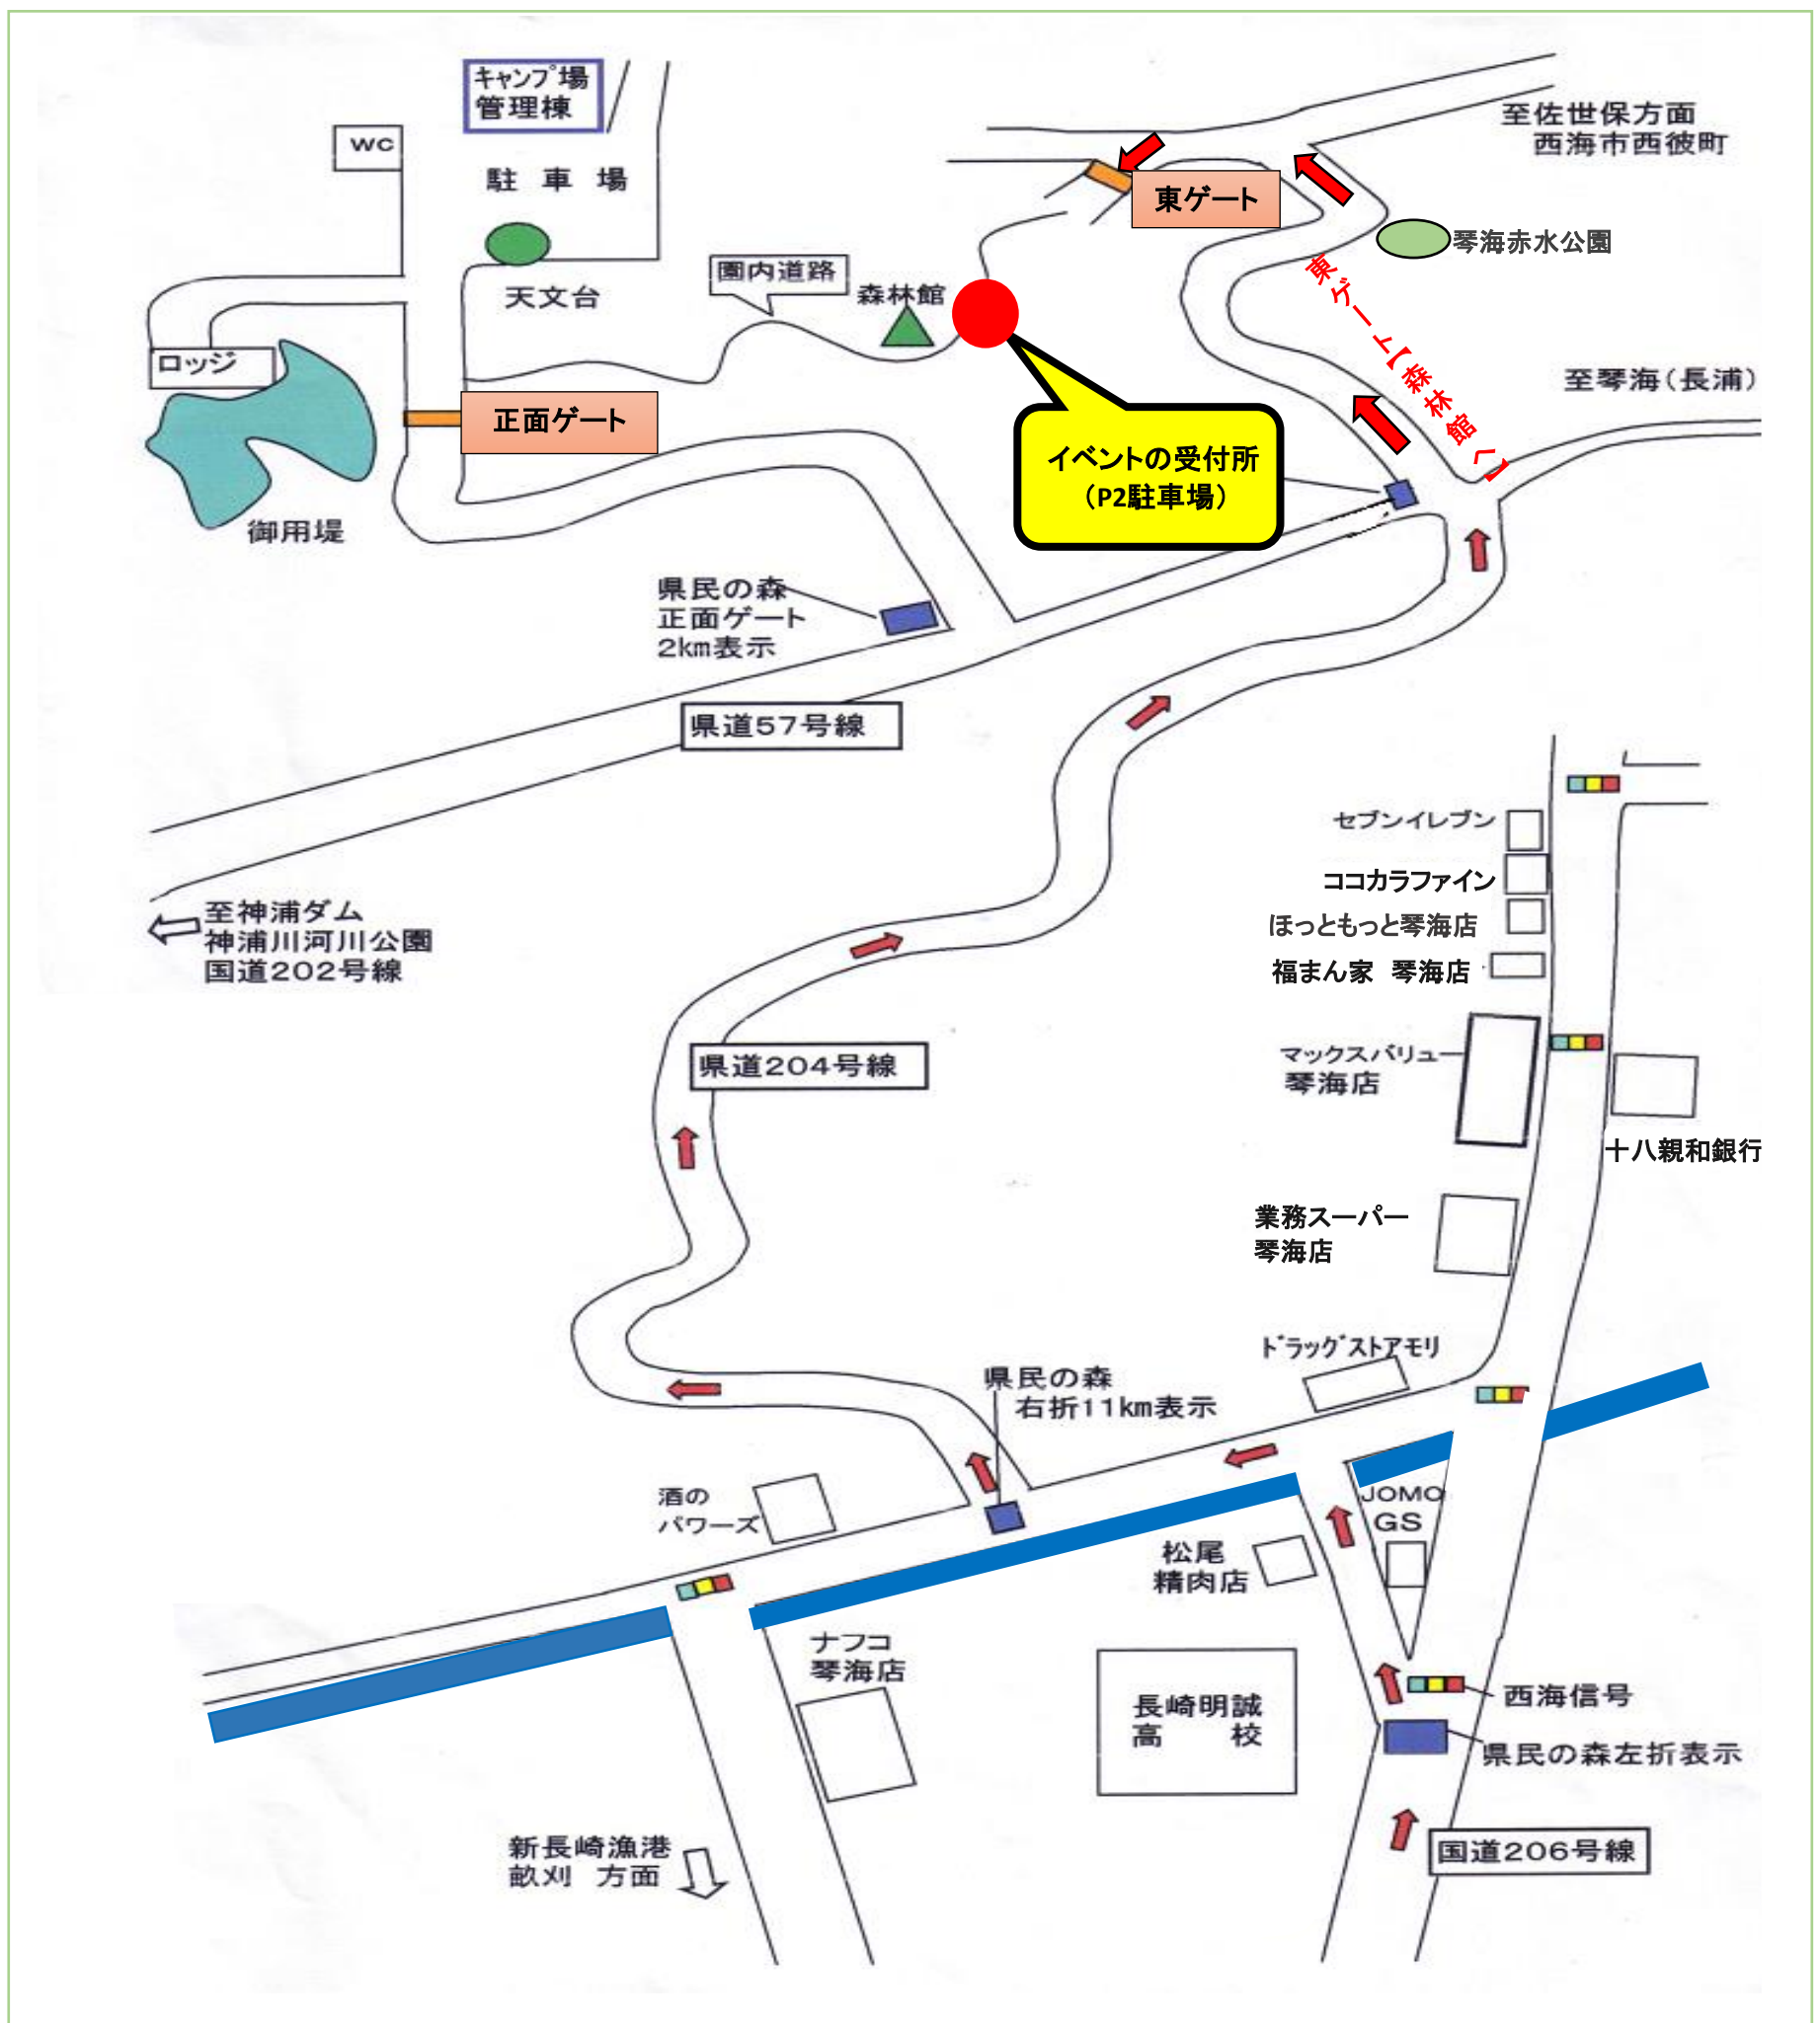 キャンプ場
管理棟
WC
駐 車 場
天文台
ロッジ
御用堤
正面ゲート
園内道路
森林館
東ゲート
至佐世保方面
西海市西彼町
琴海赤水公園
東ゲート【森林館へ】
至琴海（長浦）
イベントの受付所
（P2駐車場）
県民の森
正面ゲート
2km表示
県道57号線
至神浦ダム
神浦川河川公園
国道202号線
セブンイレブン
ココカラファイン
ほっともっと琴海店
福まん家 琴海店
マックスバリュー
琴海店
十八親和銀行
県道204号線
業務スーパー
琴海店
ドラッグストアモリ
県民の森
右折11km表示
酒の
パワーズ
JOMO
GS
松尾
精肉店
ナフコ
琴海店
長崎明誠
高 校
西海信号
県民の森左折表示
国道206号線
新長崎漁港
畝刈 方面